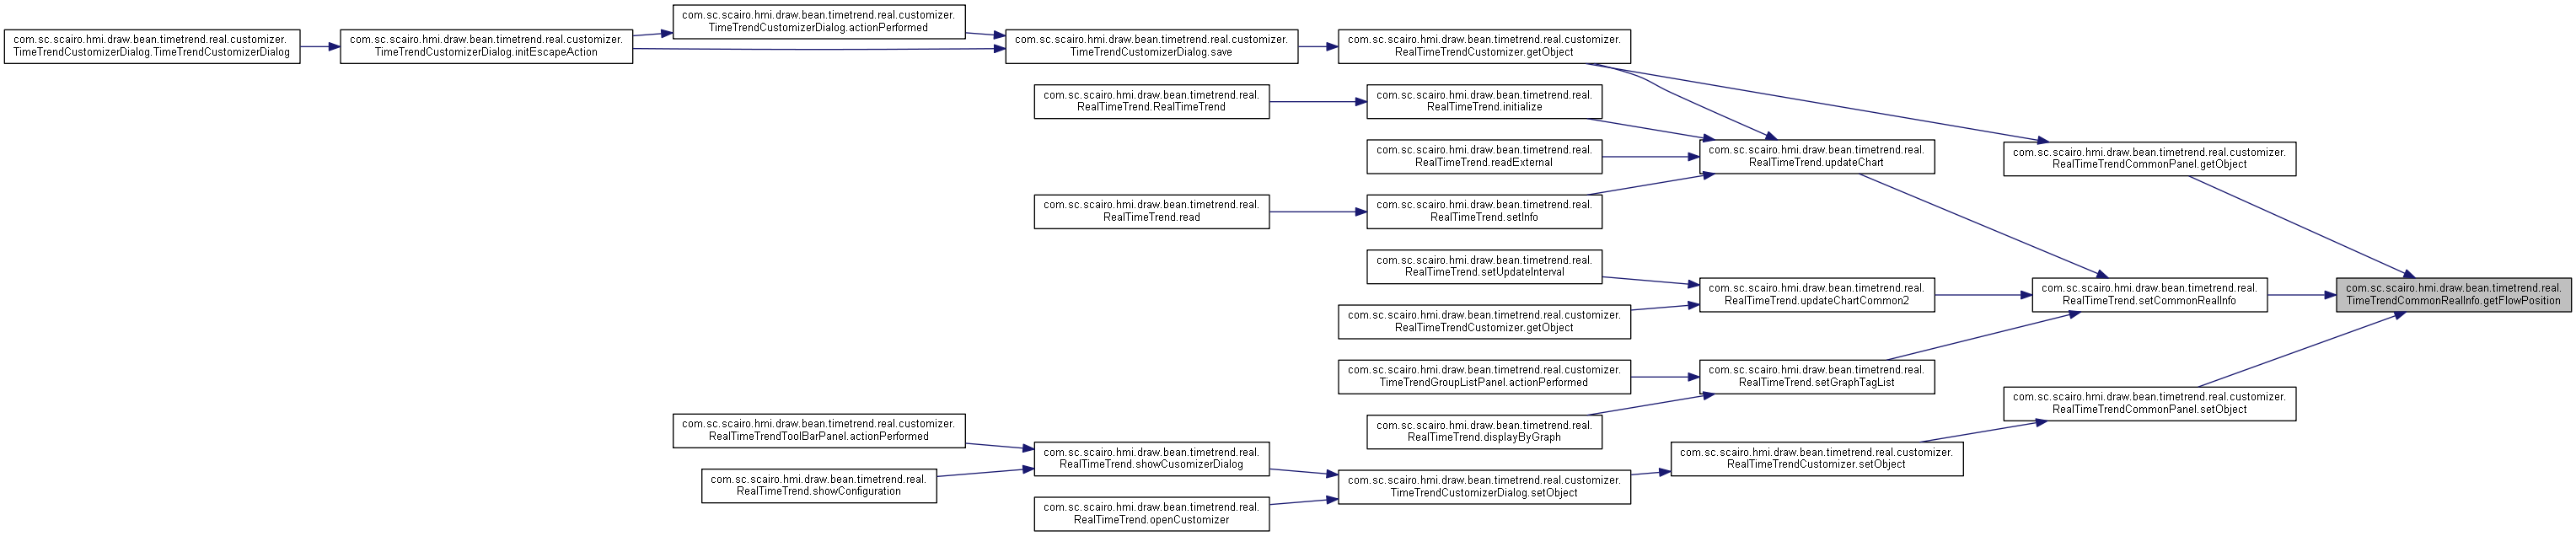 com.sc.scairo.hmi.draw.bean.timetrend.real.customizer.
TimeTrendCustomizerDialog.TimeTrendCustomizerDialog
com.sc.scairo.hmi.draw.bean.timetrend.real.customizer.
TimeTrendCustomizerDialog.initEscapeAction
com.sc.scairo.hmi.draw.bean.timetrend.real.customizer.
TimeTrendCustomizerDialog.actionPerformed
com.sc.scairo.hmi.draw.bean.timetrend.real.customizer.
TimeTrendCustomizerDialog.save
com.sc.scairo.hmi.draw.bean.timetrend.real.customizer.
RealTimeTrendCustomizer.getObject
com.sc.scairo.hmi.draw.bean.timetrend.real.
RealTimeTrend.RealTimeTrend
com.sc.scairo.hmi.draw.bean.timetrend.real.
RealTimeTrend.initialize
com.sc.scairo.hmi.draw.bean.timetrend.real.
RealTimeTrend.readExternal
com.sc.scairo.hmi.draw.bean.timetrend.real.
RealTimeTrend.updateChart
com.sc.scairo.hmi.draw.bean.timetrend.real.customizer.
RealTimeTrendCommonPanel.getObject
com.sc.scairo.hmi.draw.bean.timetrend.real.
RealTimeTrend.read
com.sc.scairo.hmi.draw.bean.timetrend.real.
RealTimeTrend.setInfo
com.sc.scairo.hmi.draw.bean.timetrend.real.
RealTimeTrend.setUpdateInterval
com.sc.scairo.hmi.draw.bean.timetrend.real.
RealTimeTrend.updateChartCommon2
com.sc.scairo.hmi.draw.bean.timetrend.real.
RealTimeTrend.setCommonRealInfo
com.sc.scairo.hmi.draw.bean.timetrend.real.
TimeTrendCommonRealInfo.getFlowPosition
com.sc.scairo.hmi.draw.bean.timetrend.real.customizer.
RealTimeTrendCustomizer.getObject
com.sc.scairo.hmi.draw.bean.timetrend.real.customizer.
TimeTrendGroupListPanel.actionPerformed
com.sc.scairo.hmi.draw.bean.timetrend.real.
RealTimeTrend.setGraphTagList
com.sc.scairo.hmi.draw.bean.timetrend.real.customizer.
RealTimeTrendCommonPanel.setObject
com.sc.scairo.hmi.draw.bean.timetrend.real.
RealTimeTrend.displayByGraph
com.sc.scairo.hmi.draw.bean.timetrend.real.customizer.
RealTimeTrendToolBarPanel.actionPerformed
com.sc.scairo.hmi.draw.bean.timetrend.real.
RealTimeTrend.showCusomizerDialog
com.sc.scairo.hmi.draw.bean.timetrend.real.customizer.
RealTimeTrendCustomizer.setObject
com.sc.scairo.hmi.draw.bean.timetrend.real.
RealTimeTrend.showConfiguration
com.sc.scairo.hmi.draw.bean.timetrend.real.customizer.
TimeTrendCustomizerDialog.setObject
com.sc.scairo.hmi.draw.bean.timetrend.real.
RealTimeTrend.openCustomizer